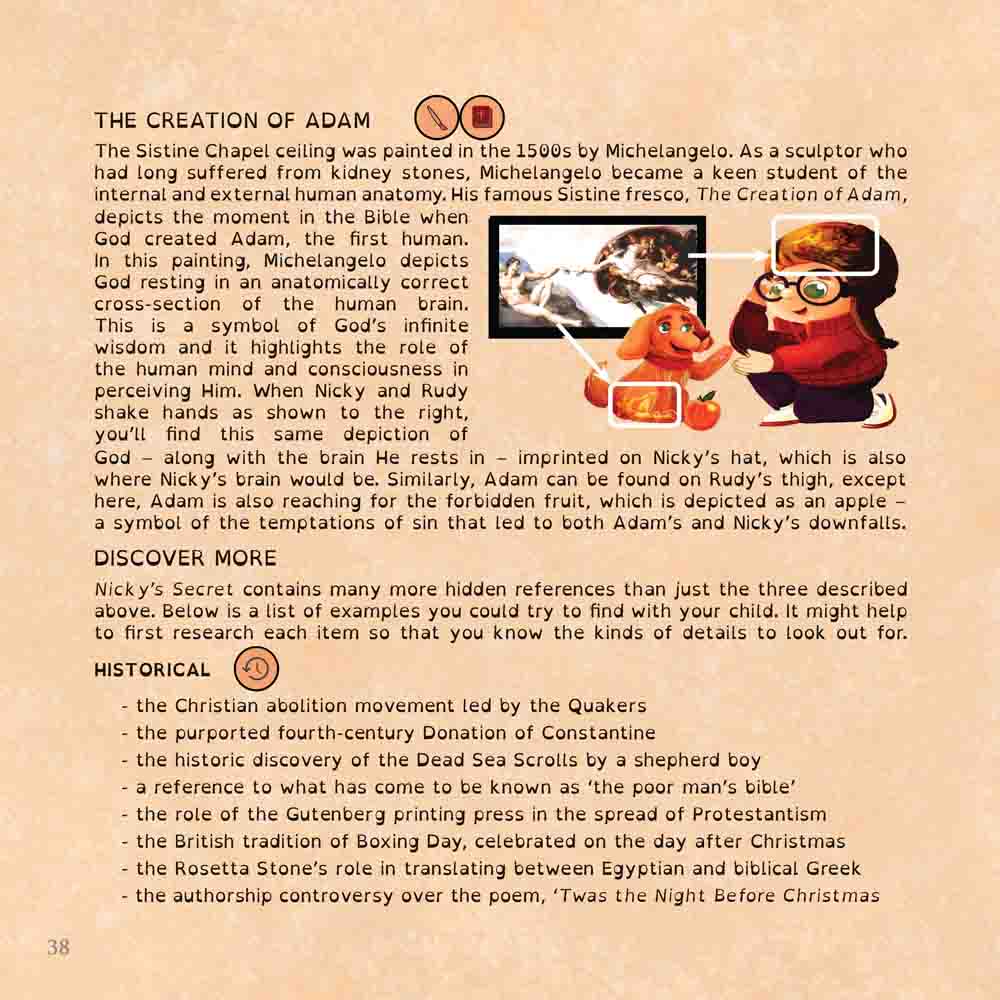 THE CREATION OF ADAM
The Sistine Chapel ceiling was painted in the 1500s by Michelangelo. As a sculptor who
had long suffered from kidney stones, Michelangelo became a keen student of the
internal and external human anatomy. His famous Sistine fresco, The Creation of Adam,
depicts the moment in the Bible when
God created Adam, the first human.
In this painting, Michelangelo depicts
God resting in an anatomically correct
cross-section of the human brain.
This is a symbol of God's infinite
wisdom and it highlights the role of
the human mind and consciousness in
perceiving Him. When Nicky and Rudy
shake hands as shown to the right,
you'll find this same depiction of
God – along with the brain He rests in – imprinted on Nicky's hat, which is also
where Nicky's brain would be. Similarly, Adam can be found on Rudy's thigh, except
here, Adam is also reaching for the forbidden fruit, which is depicted as an apple –
a symbol of the temptations of sin that led to both Adam's and Nicky's downfalls.
DISCOVER MORE
Nicky's Secret contains many more hidden references than just the three described
above. Below is a list of examples you could try to find with your child. It might help
to first research each item so that you know the kinds of details to look out for.
HISTORICAL
- the Christian abolition movement led by the Quakers
- the purported fourth-century Donation of Constantine
- the historic discovery of the Dead Sea Scrolls by a shepherd boy
- a reference to what has come to be known as 'the poor man's bible'
- the role of the Gutenberg printing press in the spread of Protestantism
- the British tradition of Boxing Day, celebrated on the day after Christmas
- the Rosetta Stone's role in translating between Egyptian and biblical Greek
- the authorship controversy over the poem, 'Twas the Night Before Christmas
38